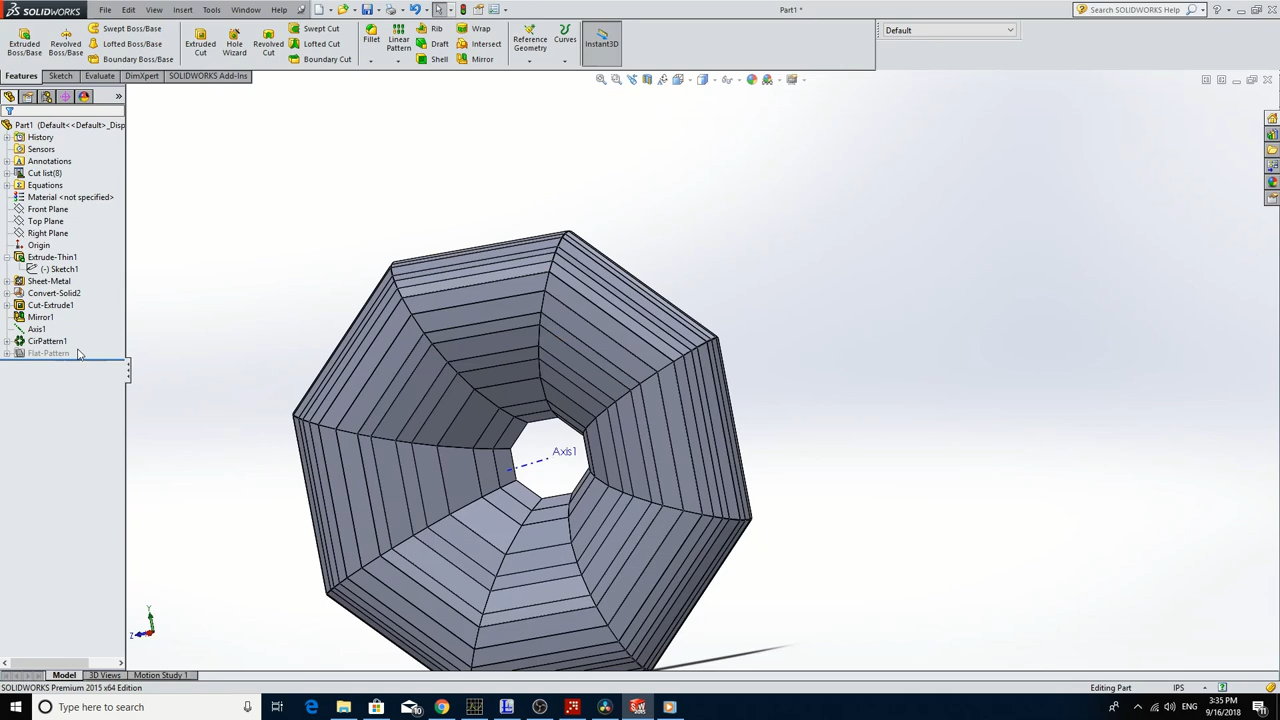 SOLIDWORKS
File Edit View Insert Tools Window Help
Part1 *
Search SOLIDWORKS Help
Extruded Boss/Base
Revolved Boss/Base
Swept Boss/Base
Lofted Boss/Base
Boundary Boss/Base
Extruded Cut
Hole Wizard
Revolved Cut
Swept Cut
Lofted Cut
Boundary Cut
Fillet
Linear Pattern
Rib
Draft
Shell
Wrap
Intersect
Mirror
Reference Geometry
Curves
Instant3D
Default
Features Sketch Evaluate DimXpert SOLIDWORKS Add-Ins
Part1 (Default<<Default>_Disp
History
Sensors
Annotations
Cut list(8)
Equations
Material <not specified>
Front Plane
Top Plane
Right Plane
Origin
Extrude-Thin1
(-) Sketch1
Sheet-Metal
Convert-Solid2
Cut-Extrude1
Mirror1
Axis1
CirPattern1
Flat-Pattern
Axis1
Y
Z
Model 3D Views Motion Study 1
SOLIDWORKS Premium 2015 x64 Edition
Editing Part
IPS
Type here to search
ENG
3:35 PM
9/16/2018